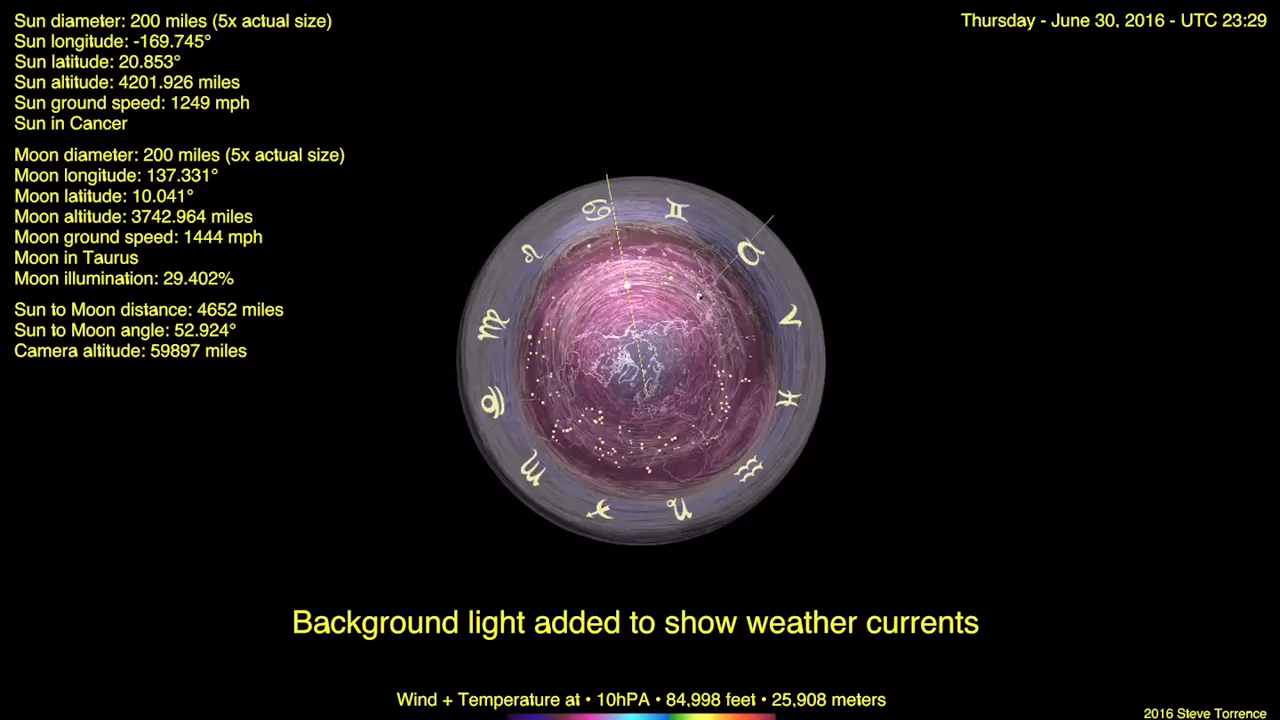 Sun diameter: 200 miles (5x actual size)
Sun longitude: -169.745°
Sun latitude: 20.853°
Sun altitude: 4201.926 miles
Sun ground speed: 1249 mph
Sun in Cancer
Moon diameter: 200 miles (5x actual size)
Moon longitude: 137.331°
Moon latitude: 10.041°
Moon altitude: 3742.964 miles
Moon ground speed: 1444 mph
Moon in Taurus
Moon illumination: 29.402%
Sun to Moon distance: 4652 miles
Sun to Moon angle: 52.924°
Camera altitude: 59897 miles
Thursday - June 30, 2016 - UTC 23:29
Background light added to show weather currents
Wind + Temperature at • 10hPA • 84,998 feet • 25,908 meters
2016 Steve Torrence